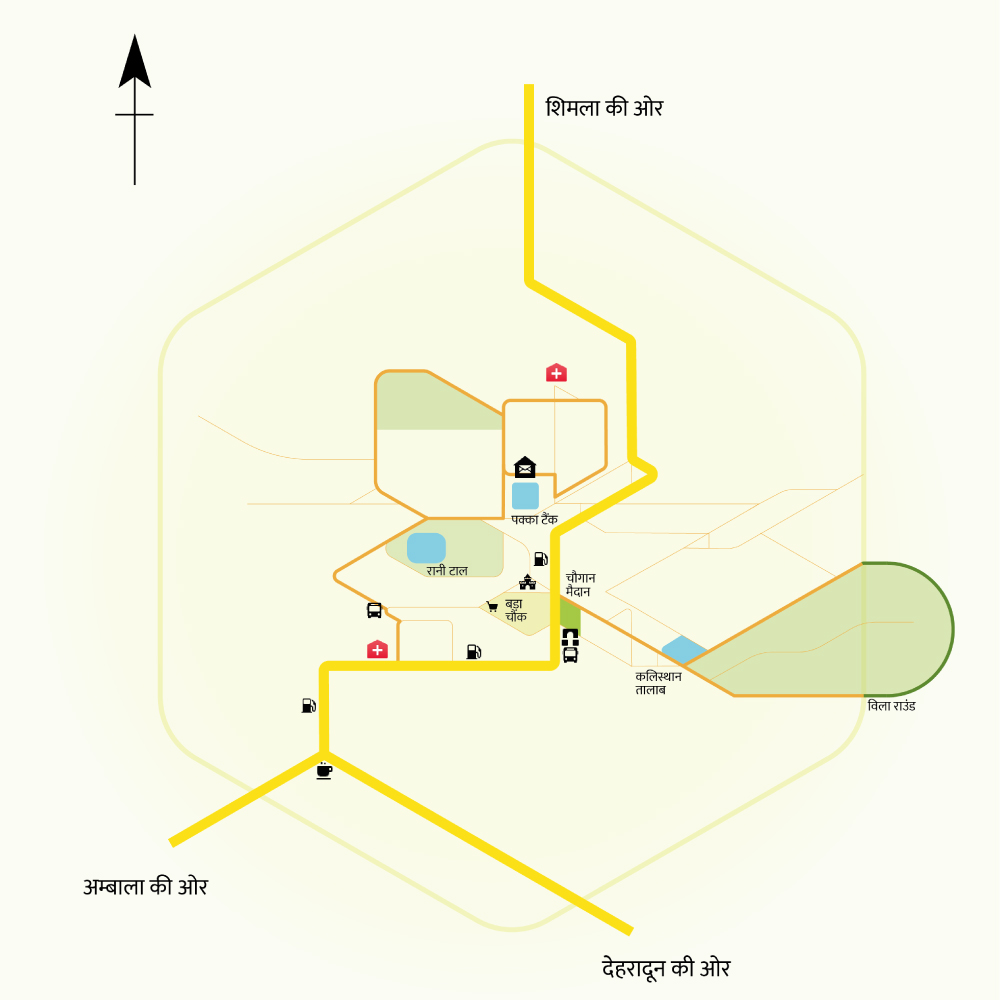 शिमला की ओर
पक्का टैंक
रानी टाल
चौगान
मैदान
बड़ा
चौंक
कलिस्थान
तालाब
विला राउंड
अम्बाला की ओर
देहरादून की ओर